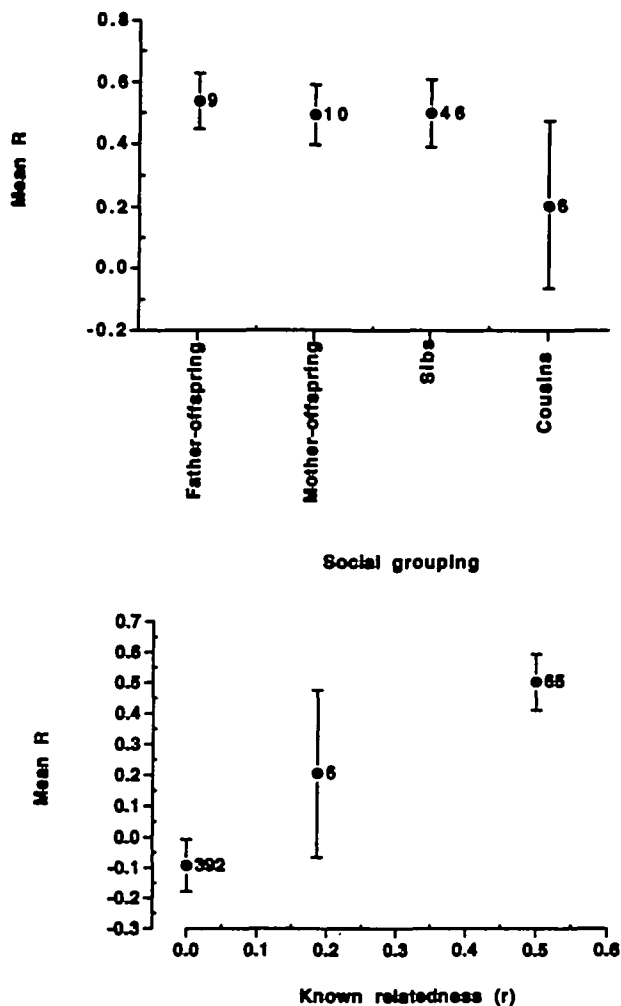 0.8
0.6
0.4
0.2
0.0
-0.2
Mean R
9
10
46
6
Father-offspring
Mother-offspring
Sibs
Cousins
Social grouping
0.7
0.6
0.5
0.4
0.3
0.2
0.1
0.0
-0.1
-0.2
-0.3
Mean R
392
6
65
0.0 0.1 0.2 0.3 0.4 0.5 0.6
Known relatedness (r)